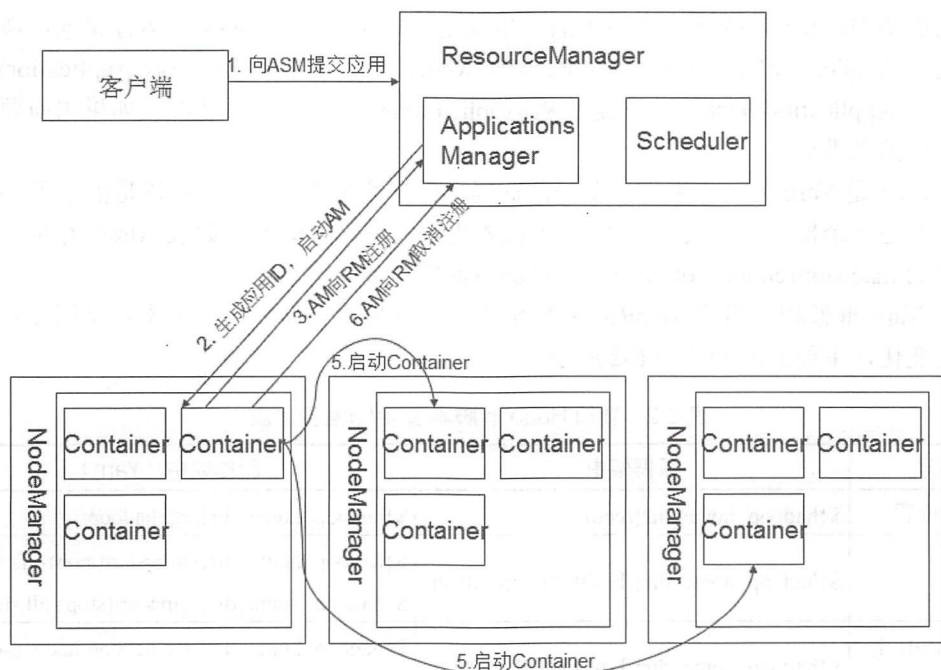 ResourceManager
1. 向ASM提交应用
客户端
Applications
Manager
Scheduler
2. 生成应用ID，启动AM
3.AM向RM注册
6.AM向RM取消注册
5.启动Container
NodeManager
Container
Container
Container
NodeManager
Container
Container
Container
NodeManager
Container
Container
Container
5.启动Container